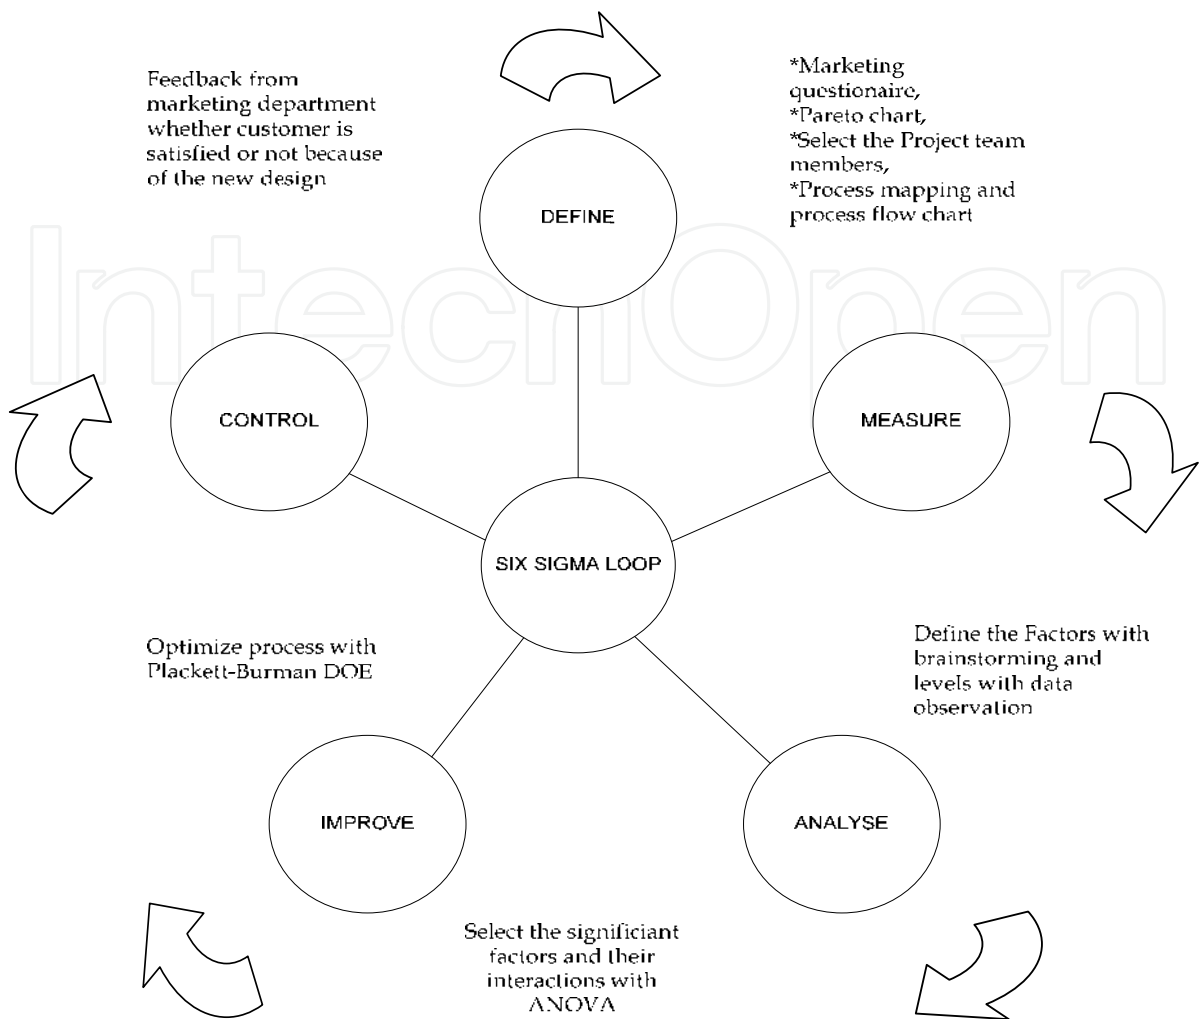 Feedback from
marketing department
whether customer is
satisfied or not because
of the new design
*Marketing
questionaire,
*Pareto chart,
*Select the Project team
members,
*Process mapping and
process flow chart
DEFINE
IntechOpen
CONTROL
MEASURE
SIX SIGMA LOOP
Optimize process with
Plackett-Burman DOE
Define the Factors with
brainstorming and
levels with data
observation
IMPROVE
ANALYSE
Select the significiant
factors and their
interactions with
ANOVA